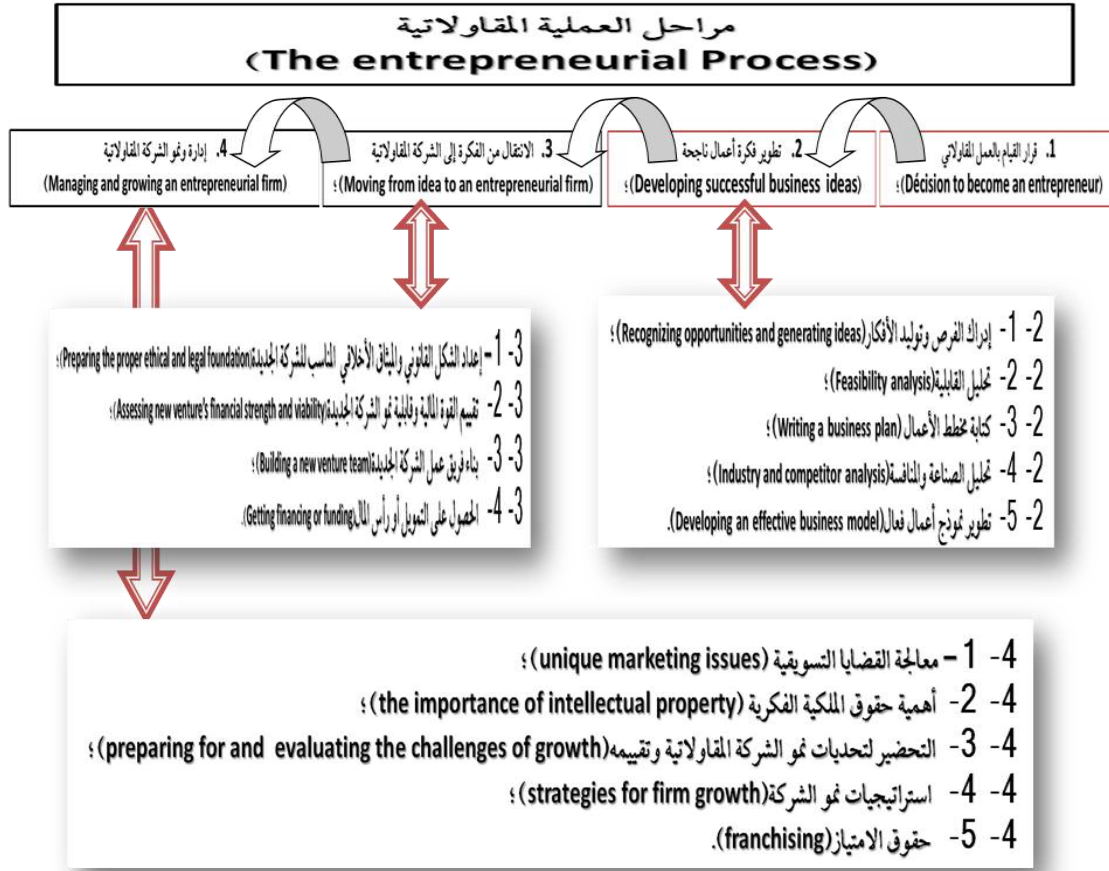 مراحل العملية المقاولاتية
(The entrepreneurial Process)
1. قرار القيام بالعمل المقاولاتي
(Décision to become an entrepreneur)
2. تطوير فكرة أعمال ناجحة
(Developing successful business ideas)؛
3. الانتقال من الفكرة إلى الشركة المقاولاتية
(Moving from idea to an entrepreneurial firm)؛
4. إدارة ونمو الشركة المقاولاتية
(Managing and growing an entrepreneurial firm)
2- 1- إدراك الفرص وتوليد الأفكار(Recognizing opportunities and generating ideas)؛
2- 2- تحليل القابلية(Feasibility analysis)؛
2- 3- كتابة مخطط الأعمال (Writing a business plan)؛
2- 4- تحليل الصناعة والمنافسة(Industry and competitor analysis)؛
2- 5- تطوير نموذج أعمال فعال(Developing an effective business model).
3- 1– إعداد الشكل القانوني والميثاق الأخلاقي المناسب للشركة الجديدة(Preparing the proper ethical and legal foundation)؛
3- 2- تقييم القوة المالية وقابلية نمو الشركة الجديدة(Assessing new venture's financial strength and viability)؛
3- 3- بناء فريق عمل الشركة الجديدة(Building a new venture team)؛
3- 4- الحصول على التمويل أو رأس المال(Getting financing or funding).
4- 1– معالجة القضايا التسويقية (unique marketing issues)؛
4- 2- أهمية حقوق الملكية الفكرية (the importance of intellectual property)؛
4- 3- التحضير لتحديات نمو الشركة المقاولاتية وتقييمه(preparing for and evaluating the challenges of growth)؛
4- 4- استراتيجيات نمو الشركة(strategies for firm growth)؛
4- 5- حقوق الامتياز(franchising).